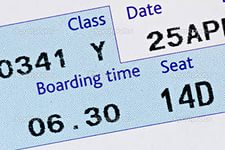 Class Date
0341 Y 25AP
Boarding time Seat
06.30 14D